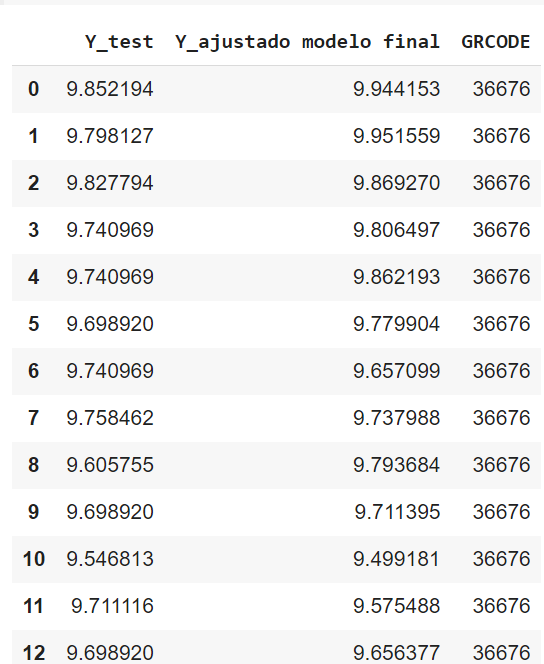 Y_test Y_ajustado modelo final GRCODE
0 9.852194 9.944153 36676
1 9.798127 9.951559 36676
2 9.827794 9.869270 36676
3 9.740969 9.806497 36676
4 9.740969 9.862193 36676
5 9.698920 9.779904 36676
6 9.740969 9.657099 36676
7 9.758462 9.737988 36676
8 9.605755 9.793684 36676
9 9.698920 9.711395 36676
10 9.546813 9.499181 36676
11 9.711116 9.575488 36676
12 9.698920 9.656377 36676